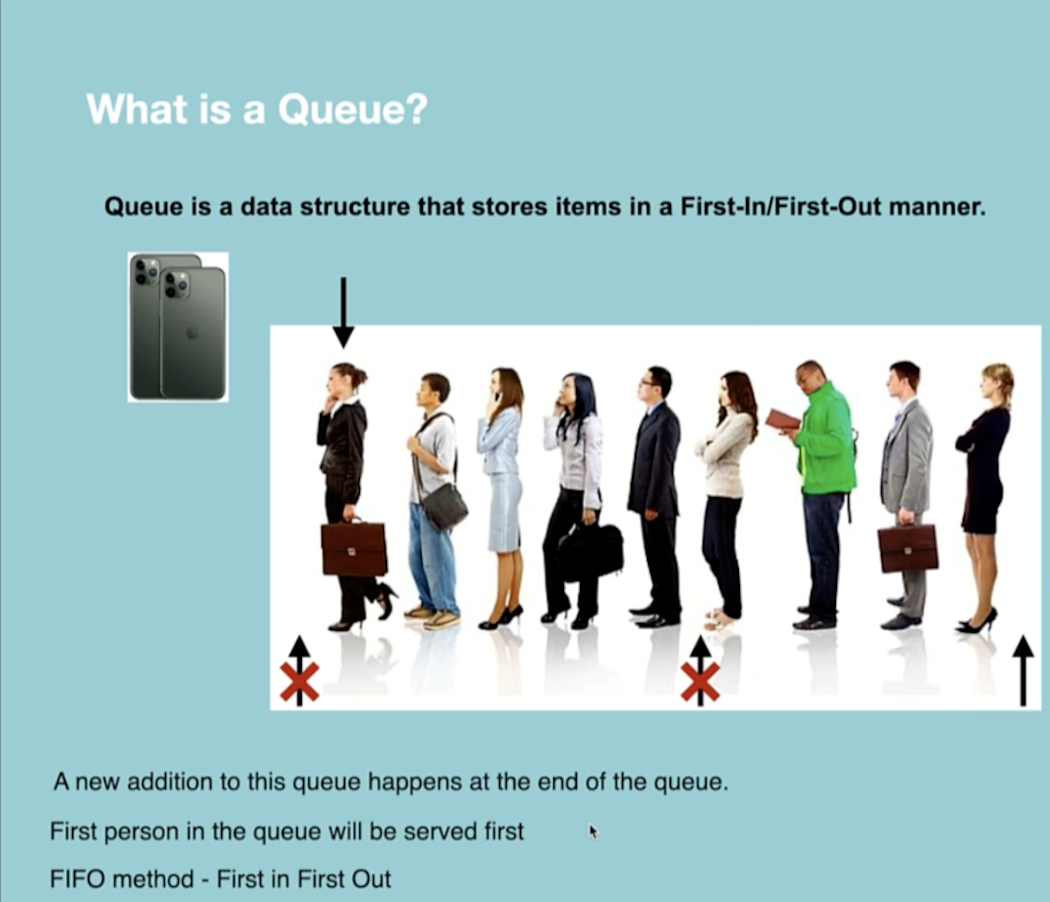 What is a Queue?
Queue is a data structure that stores items in a First-In/First-Out manner.
A new addition to this queue happens at the end of the queue.
First person in the queue will be served first
FIFO method - First in First Out